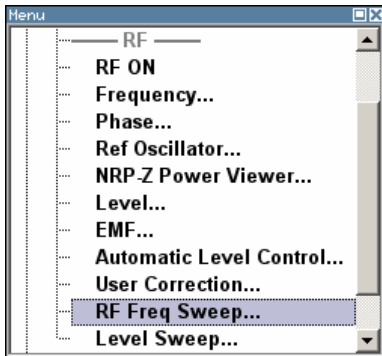 Menu
RF
RF ON
Frequency...
Phase...
Ref Oscillator...
NRP-Z Power Viewer...
Level...
EMF...
Automatic Level Control...
User Correction...
RF Freq Sweep...
Level Sweep...